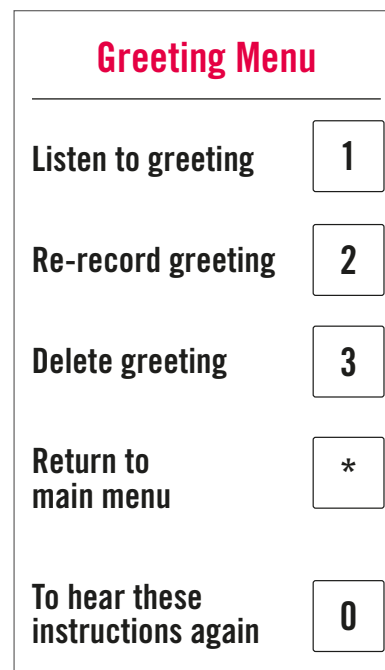 Greeting Menu
Listen to greeting 1
Re-record greeting 2
Delete greeting 3
Return to
main menu *
To hear these
instructions again 0